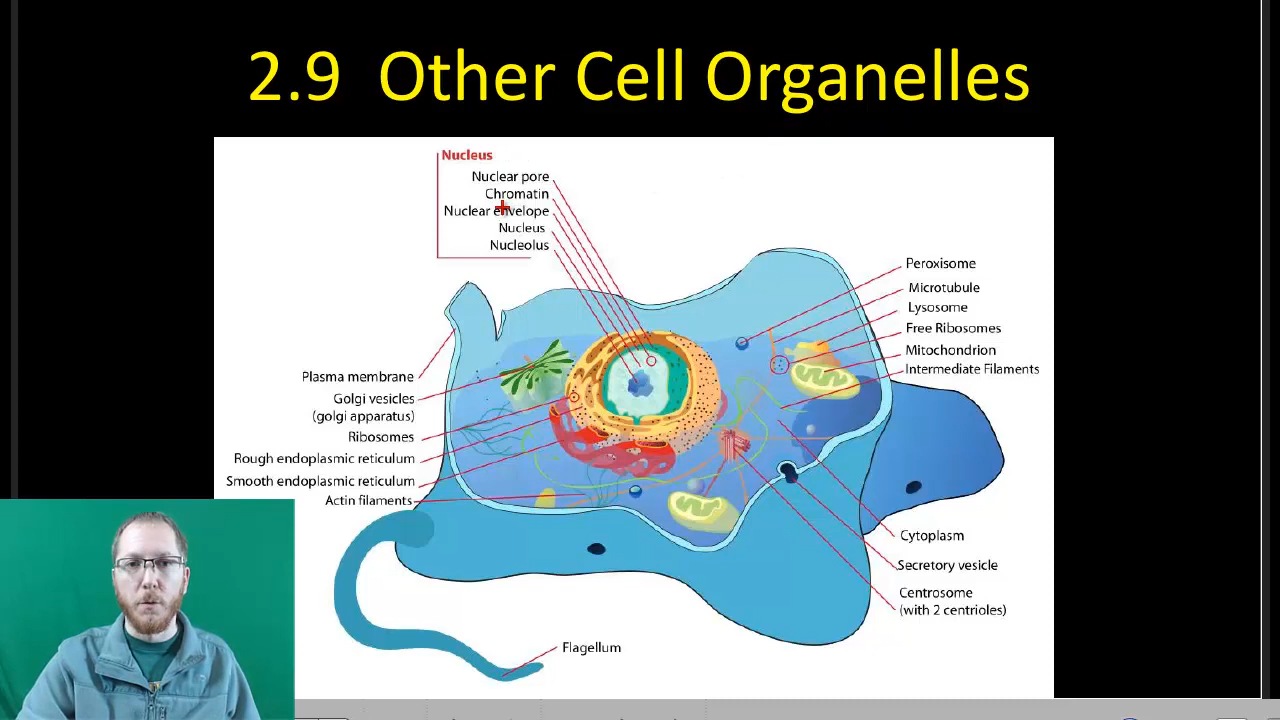 2.9 Other Cell Organelles
Nucleus
Nuclear pore
Chromatin
Nuclear envelope
Nucleus
Nucleolus
Peroxisome
Microtubule
Lysosome
Free Ribosomes
Mitochondrion
Intermediate Filaments
Plasma membrane
Golgi vesicles
(golgi apparatus)
Ribosomes
Rough endoplasmic reticulum
Smooth endoplasmic reticulum
Actin filaments
Cytoplasm
Secretory vesicle
Centrosome
(with 2 centrioles)
Flagellum